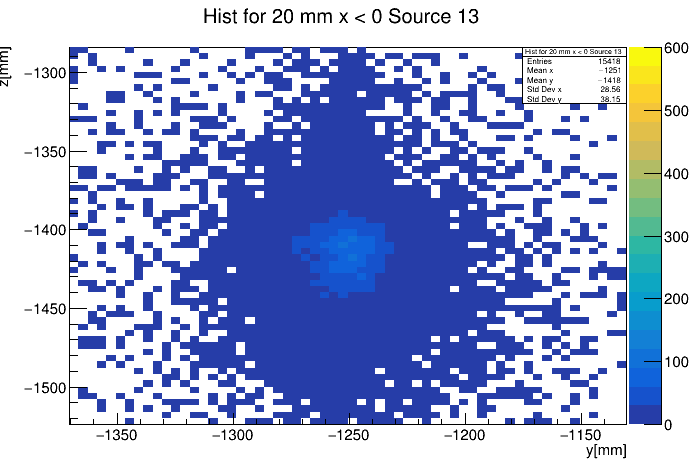 Hist for 20 mm x < 0 Source 13
z[mm]
Hist for 20 mm x < 0 Source 13
Entries 15418
Mean x −1251
Mean y −1418
Std Dev x 28.56
Std Dev y 38.15
−1300
−1350
−1400
−1450
−1500
−1350
−1300
−1250
−1200
−1150
y[mm]
600
500
400
300
200
100
0